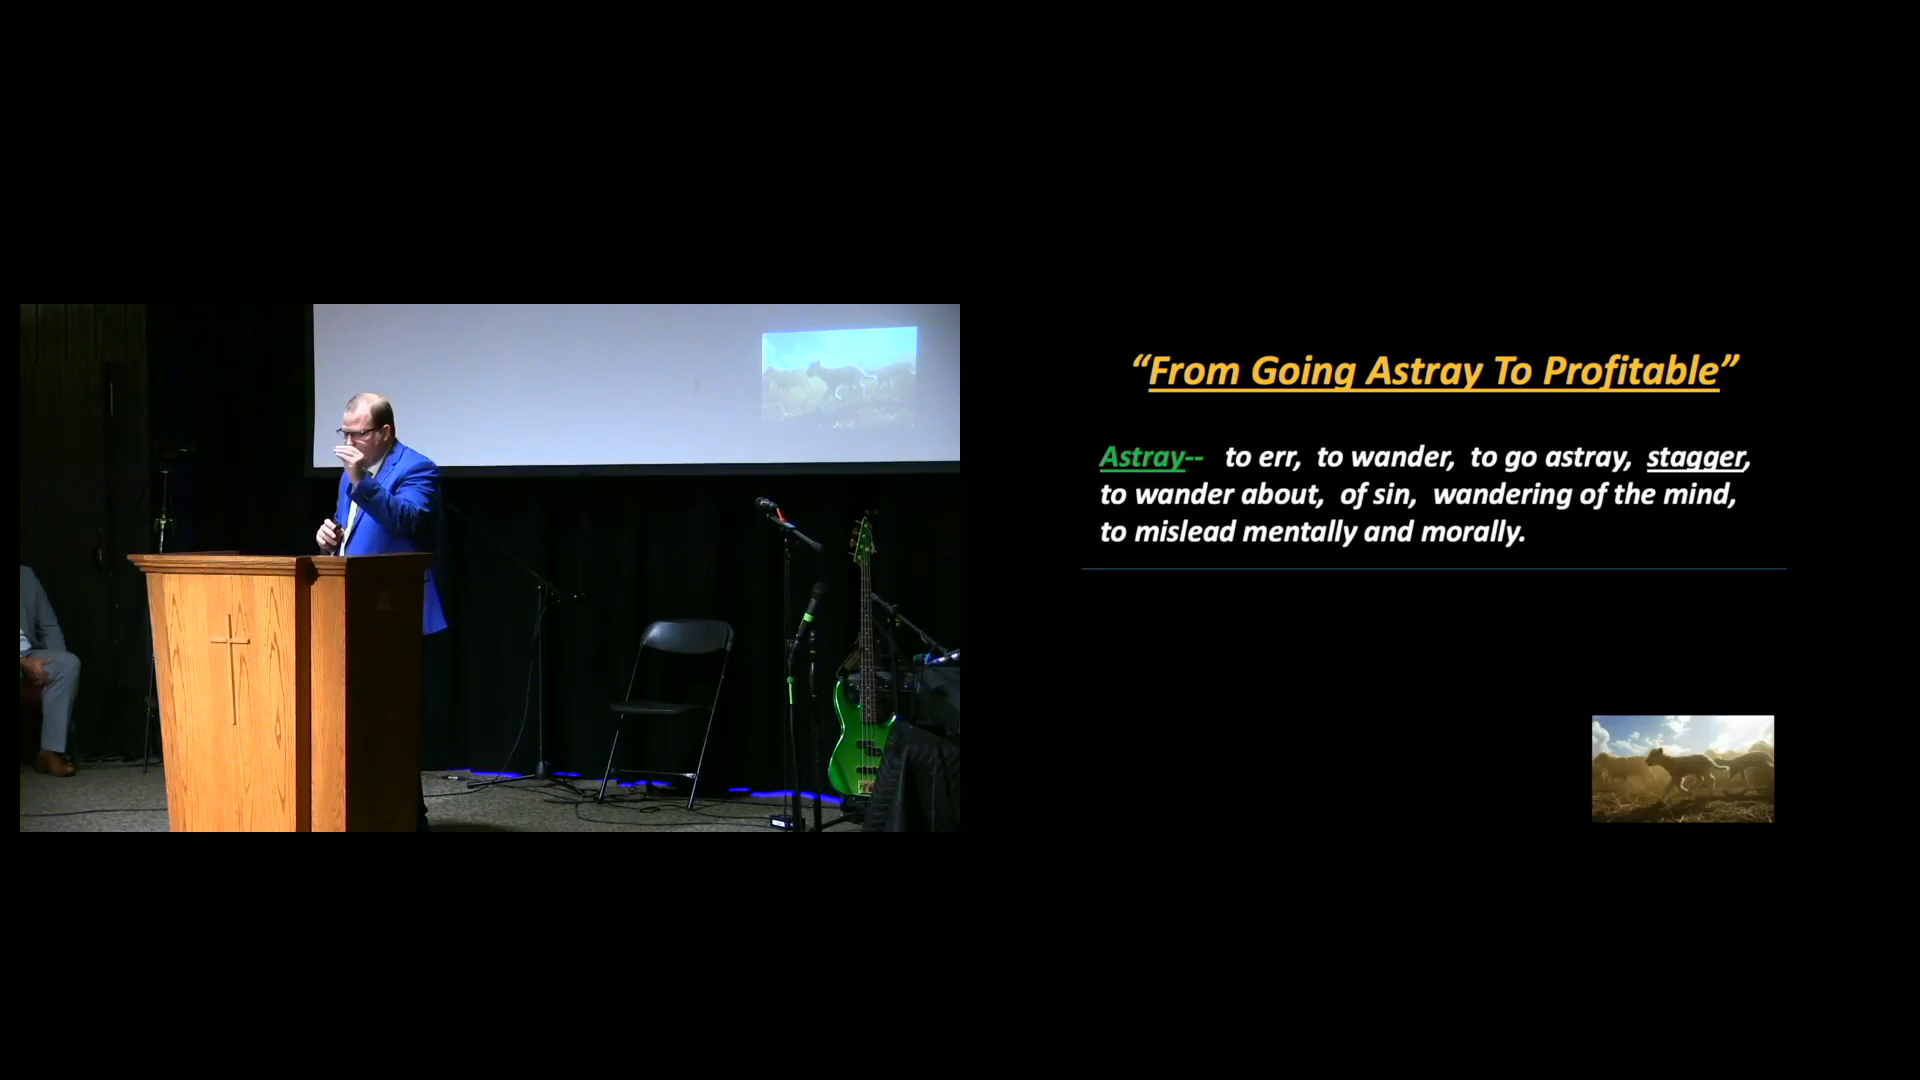 “From Going Astray To Profitable”
Astray-- to err, to wander, to go astray, stagger,
to wander about, of sin, wandering of the mind,
to mislead mentally and morally.